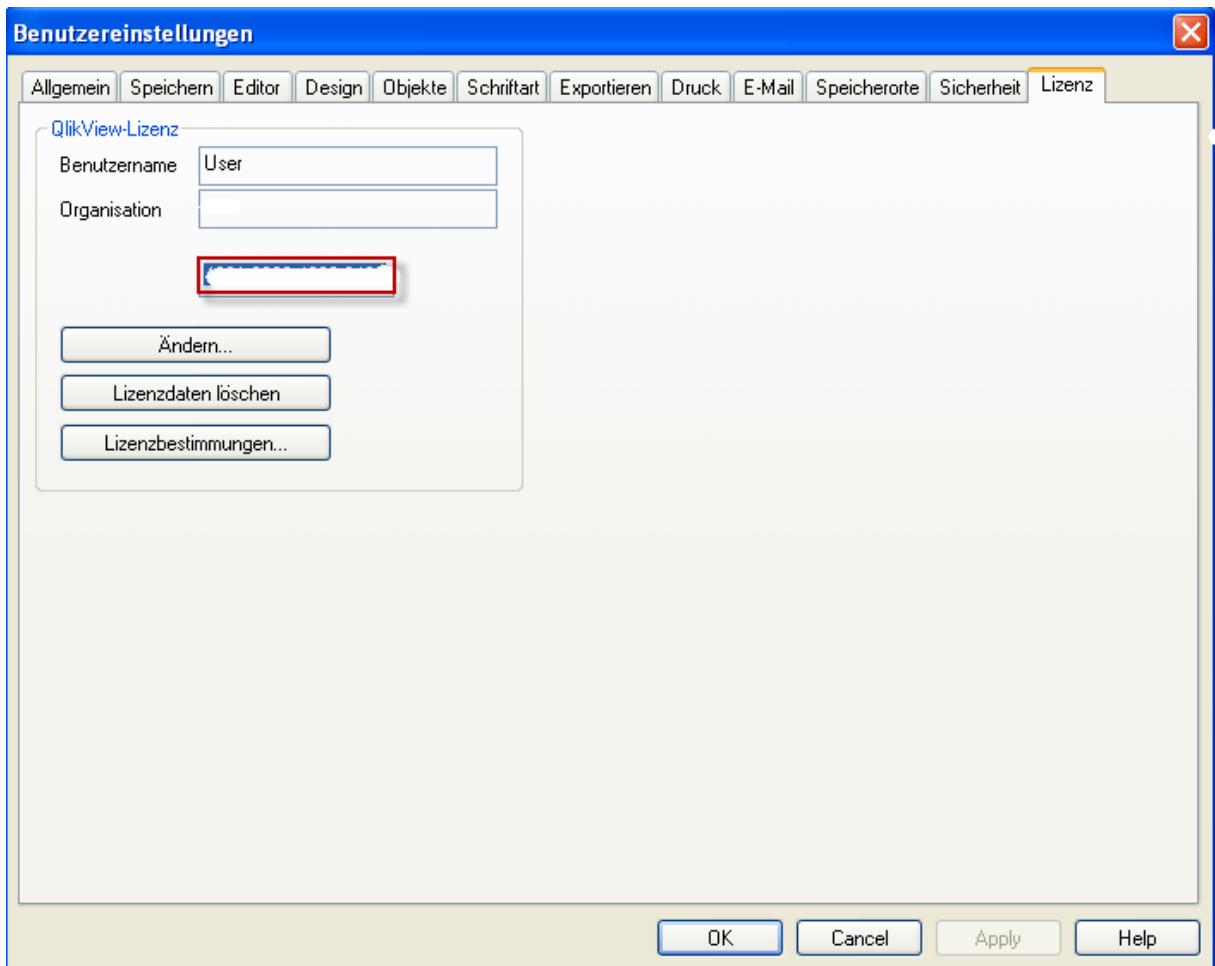 Benutzereinstellungen
Allgemein Speichern Editor Design Objekte Schriftart Exportieren Druck E-Mail Speicherorte Sicherheit Lizenz
QlikView-Lizenz
Benutzername User
Organisation
Ändern...
Lizenzdaten löschen
Lizenzbestimmungen...
OK Cancel Apply Help